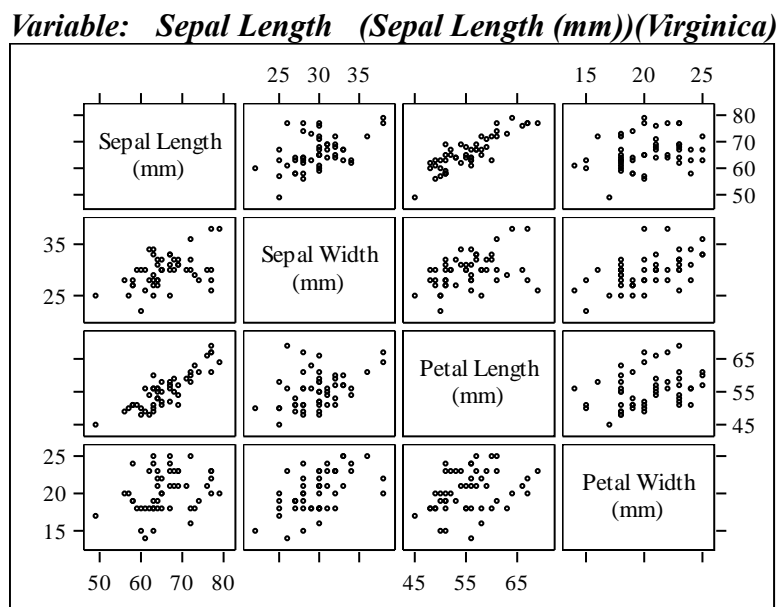 Variable: Sepal Length (Sepal Length (mm))(Virginica)
25 30 35 15 20 25
Sepal Length
(mm)
80
70
60
50
35
25
Sepal Width
(mm)
Petal Length
(mm)
65
55
45
25
20
15
Petal Width
(mm)
50 60 70 80 45 55 65